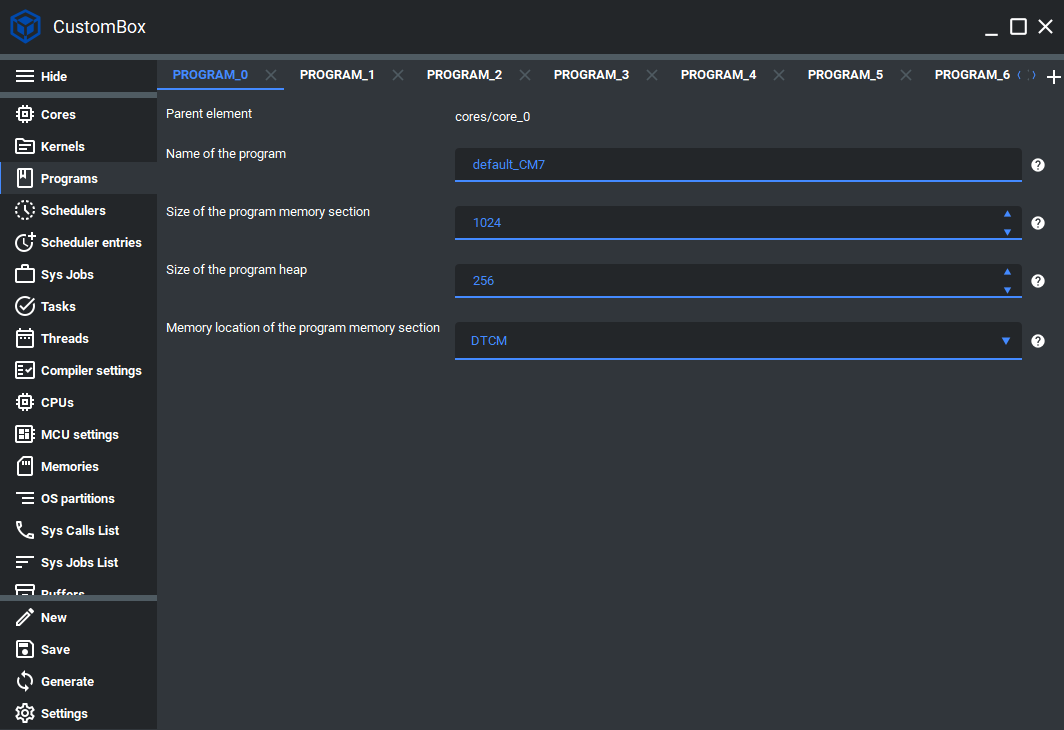 CustomBox
Hide
PROGRAM_0 PROGRAM_1 PROGRAM_2 PROGRAM_3 PROGRAM_4 PROGRAM_5 PROGRAM_6
Cores
Kernels
Programs
Schedulers
Scheduler entries
Sys Jobs
Tasks
Threads
Compiler settings
CPUs
MCU settings
Memories
OS partitions
Sys Calls List
Sys Jobs List
Buffers
New
Save
Generate
Settings
Parent element cores/core_0
Name of the program default_CM7
Size of the program memory section 1024
Size of the program heap 256
Memory location of the program memory section DTCM